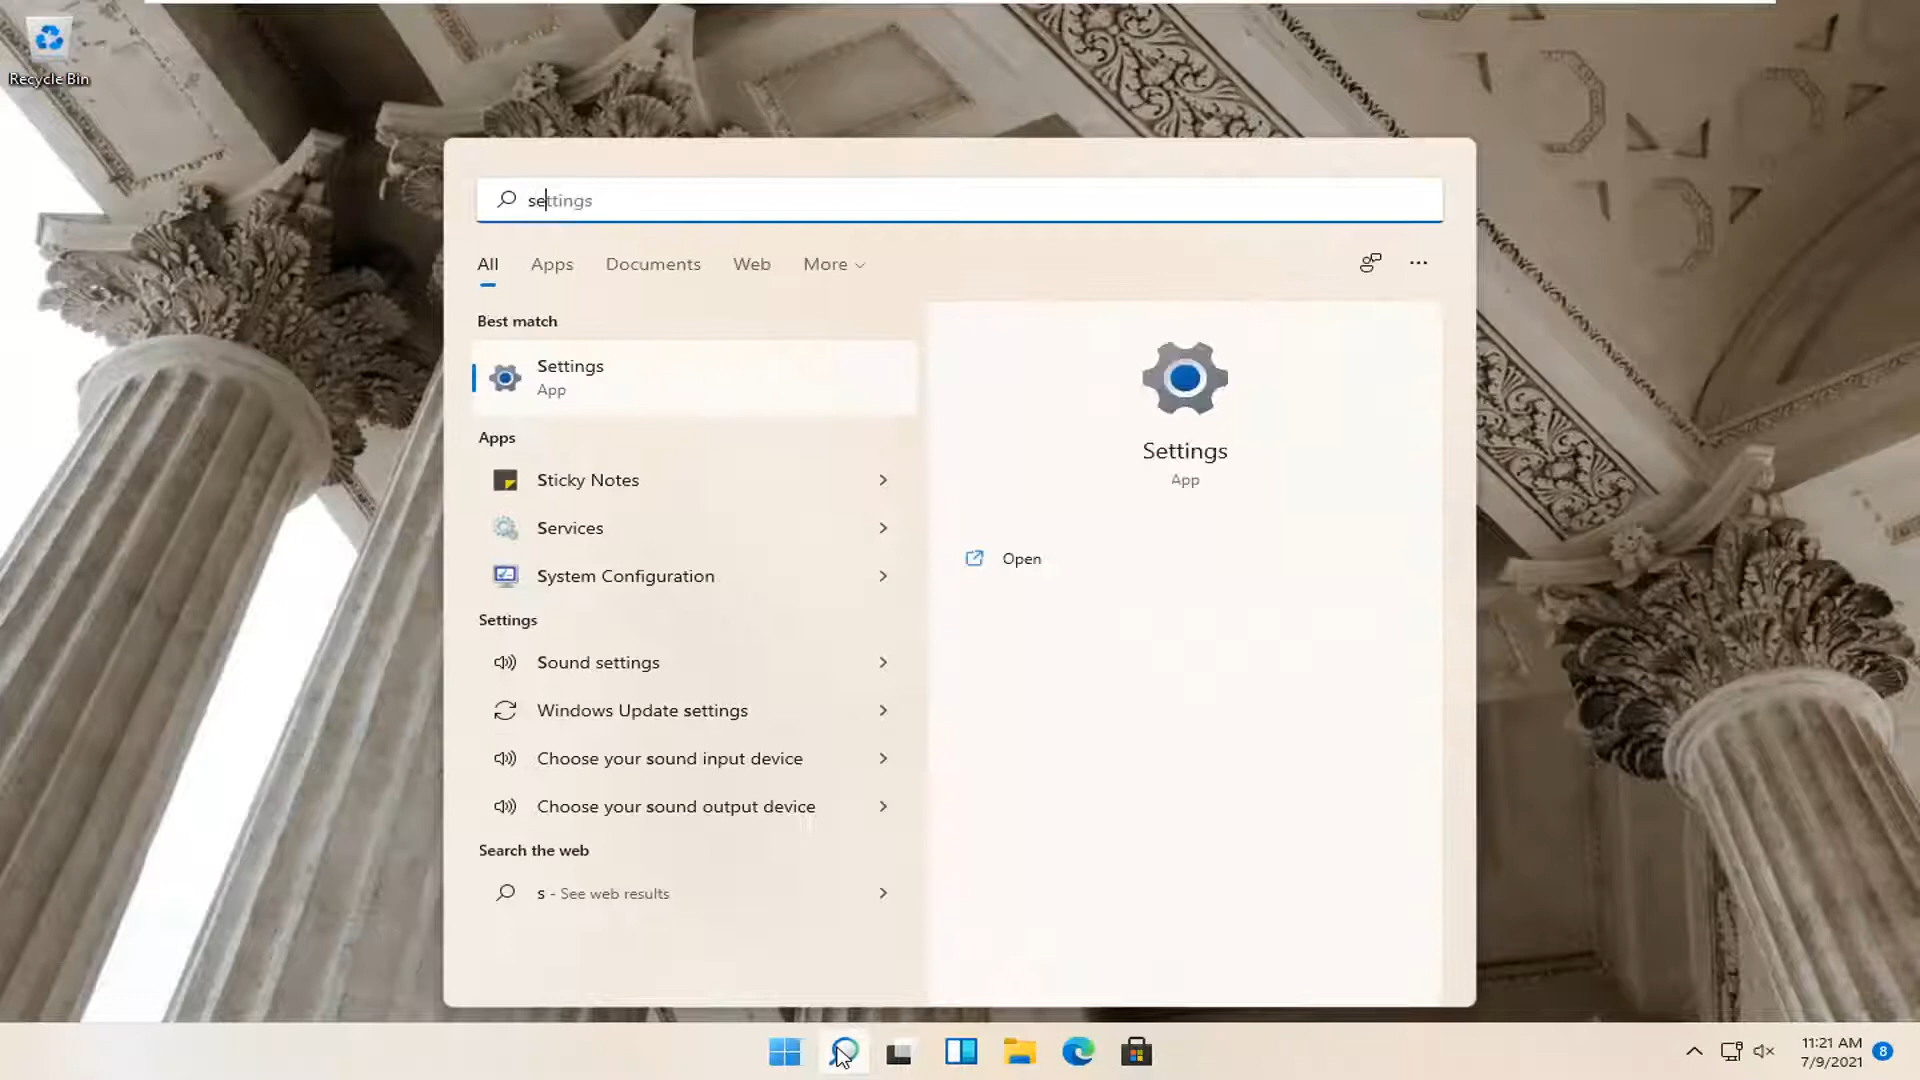 Recycle Bin
settings
All Apps Documents Web More
Best match
Settings
App
Apps
Sticky Notes
Services
System Configuration
Settings
Sound settings
Windows Update settings
Choose your sound input device
Choose your sound output device
Search the web
s - See web results
Settings
App
Open
11:21 AM
7/9/2021
8